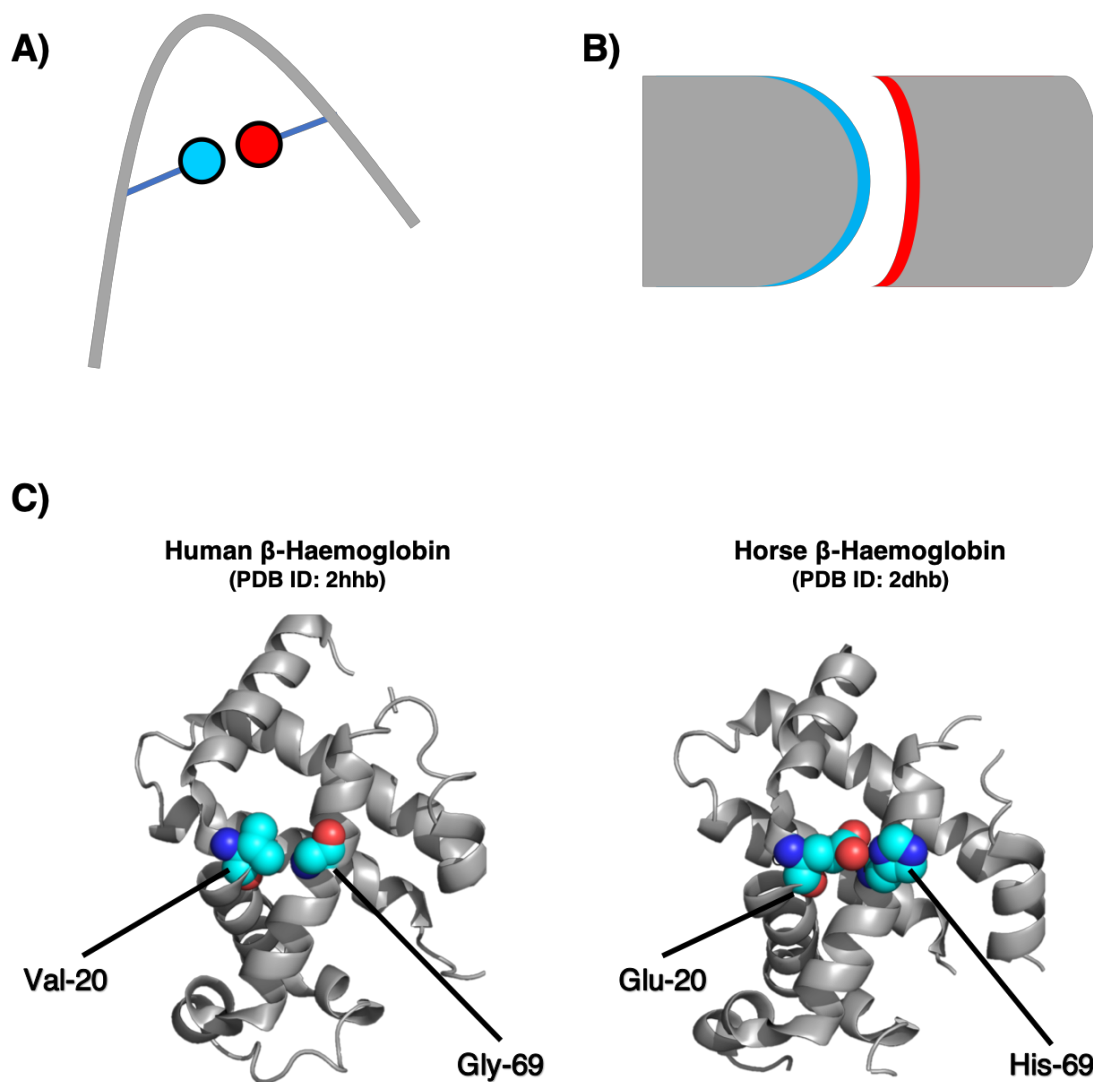 A)
B)
C)
Human β-Haemoglobin
(PDB ID: 2hhb)
Horse β-Haemoglobin
(PDB ID: 2dhb)
Val-20
Gly-69
Glu-20
His-69